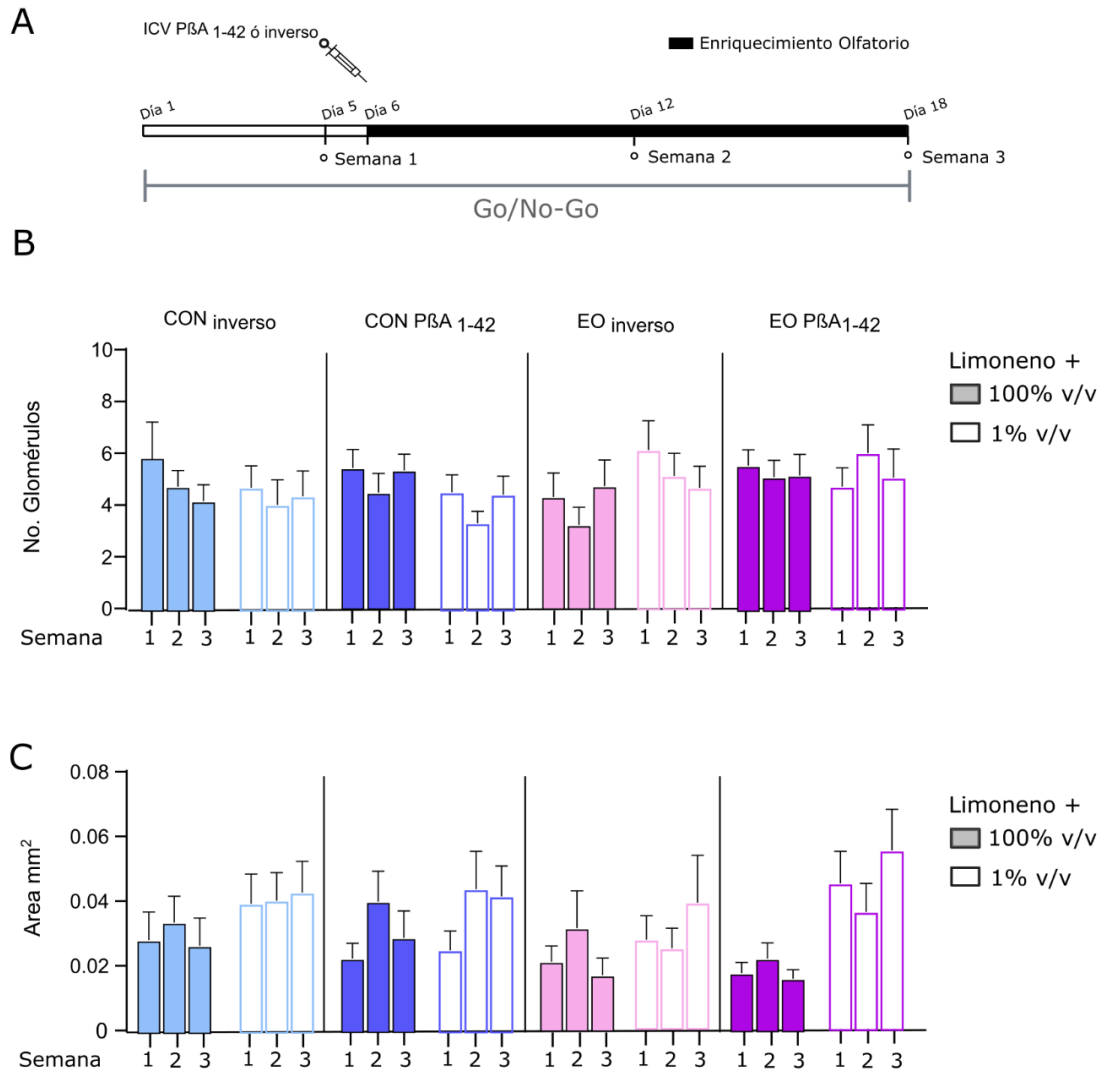 A
ICV PßA 1-42 ó inverso
Enriquecimiento Olfatorio
Día 1 Día 5 Día 6 Día 12 Día 18
Semana 1 Semana 2 Semana 3
Go/No-Go
B
CON inverso CON PßA 1-42 EO inverso EO PßA1-42
No. Glomérulos
10
8
6
4
2
0
Limoneno +
100% v/v
1% v/v
Semana 1 2 3 1 2 3 1 2 3 1 2 3 1 2 3 1 2 3 1 2 3 1 2 3
C
Area mm2
0.08
0.06
0.04
0.02
0
Limoneno +
100% v/v
1% v/v
Semana 1 2 3 1 2 3 1 2 3 1 2 3 1 2 3 1 2 3 1 2 3 1 2 3